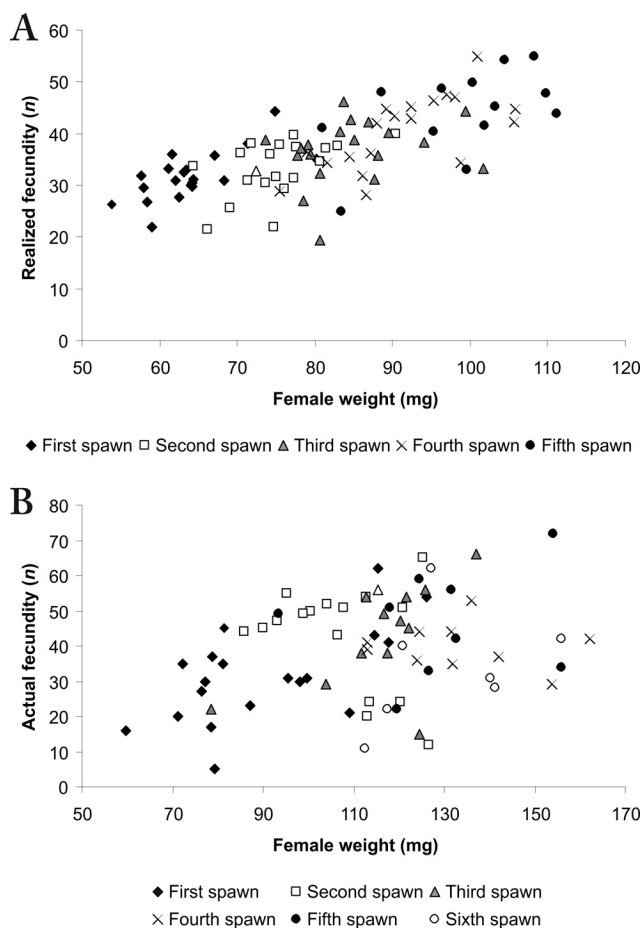 A
60
50
40
30
20
10
0
Realized fecundity (n)
50 60 70 80 90 100 110 120
Female weight (mg)
First spawn Second spawn Third spawn Fourth spawn Fifth spawn
B
80
70
60
50
40
30
20
10
0
Actual fecundity (n)
50 70 90 110 130 150 170
Female weight (mg)
First spawn Second spawn Third spawn
Fourth spawn Fifth spawn Sixth spawn